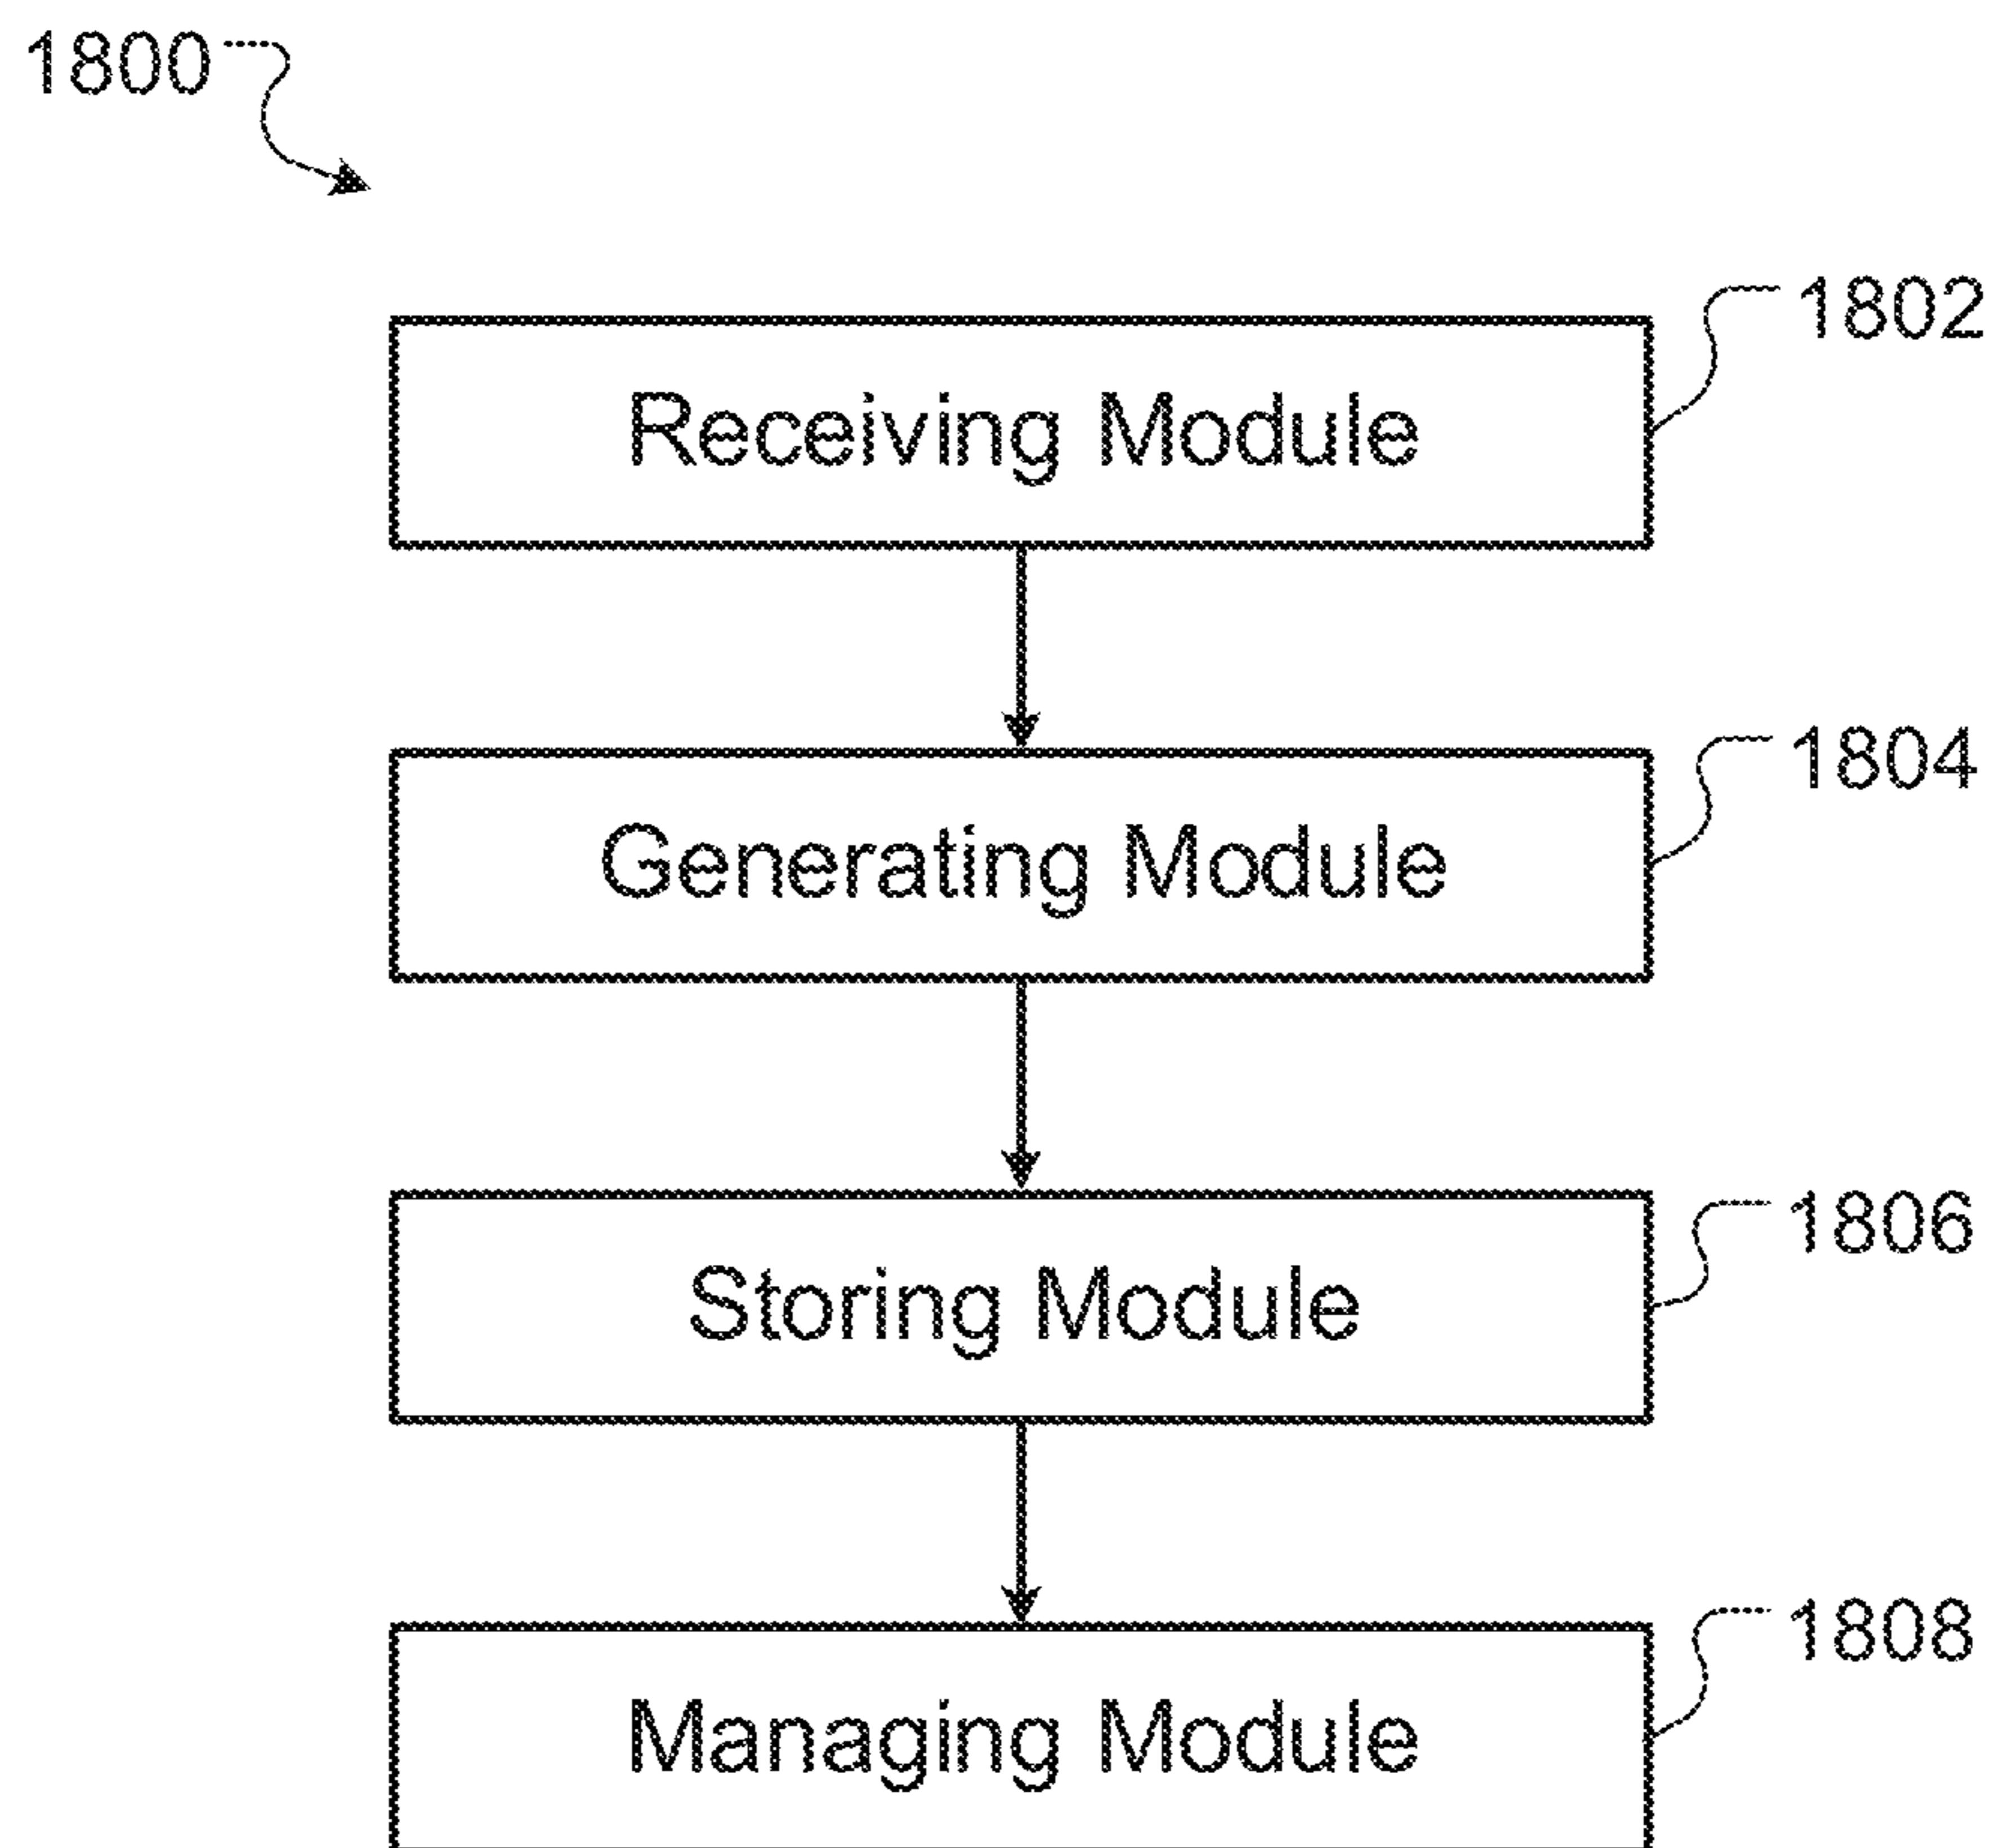 1800
1802
Receiving Module
1804
Generating Module
1806
Storing Module
1808
Managing Module